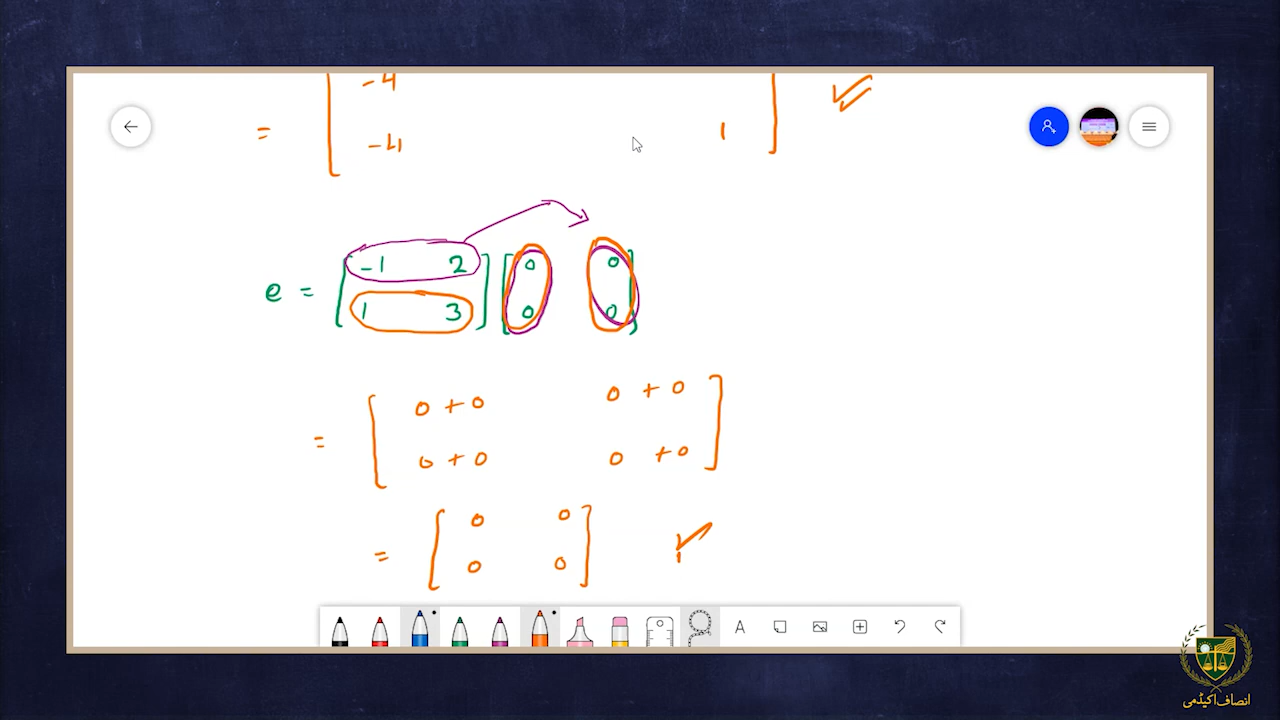 -4
= -4 1
e = [ -1 2 ] [ 0 0 ]
[ 1 3 ] [ 0 0 ]
= [ 0 + 0 0 + 0 ]
[ 0 + 0 0 + 0 ]
= [ 0 0 ]
[ 0 0 ]
A
انصاف اکیڈمی